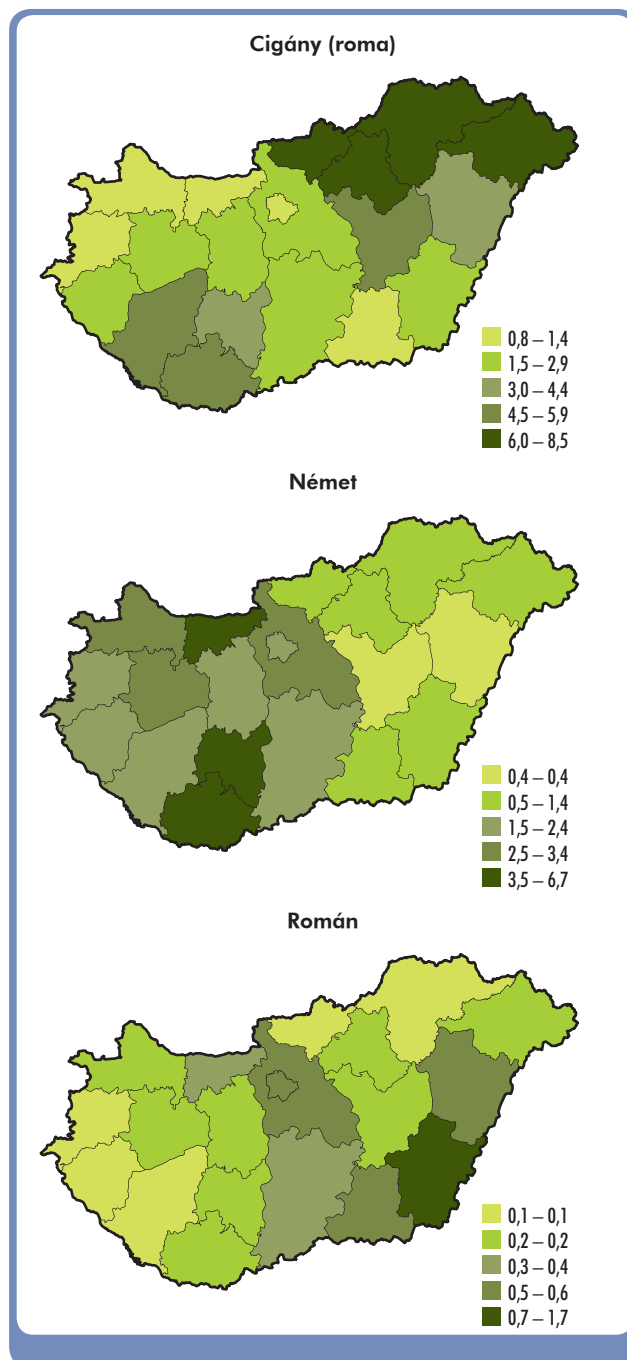 Cigány (roma)
0,8 – 1,4
1,5 – 2,9
3,0 – 4,4
4,5 – 5,9
6,0 – 8,5
Német
0,4 – 0,4
0,5 – 1,4
1,5 – 2,4
2,5 – 3,4
3,5 – 6,7
Román
0,1 – 0,1
0,2 – 0,2
0,3 – 0,4
0,5 – 0,6
0,7 – 1,7